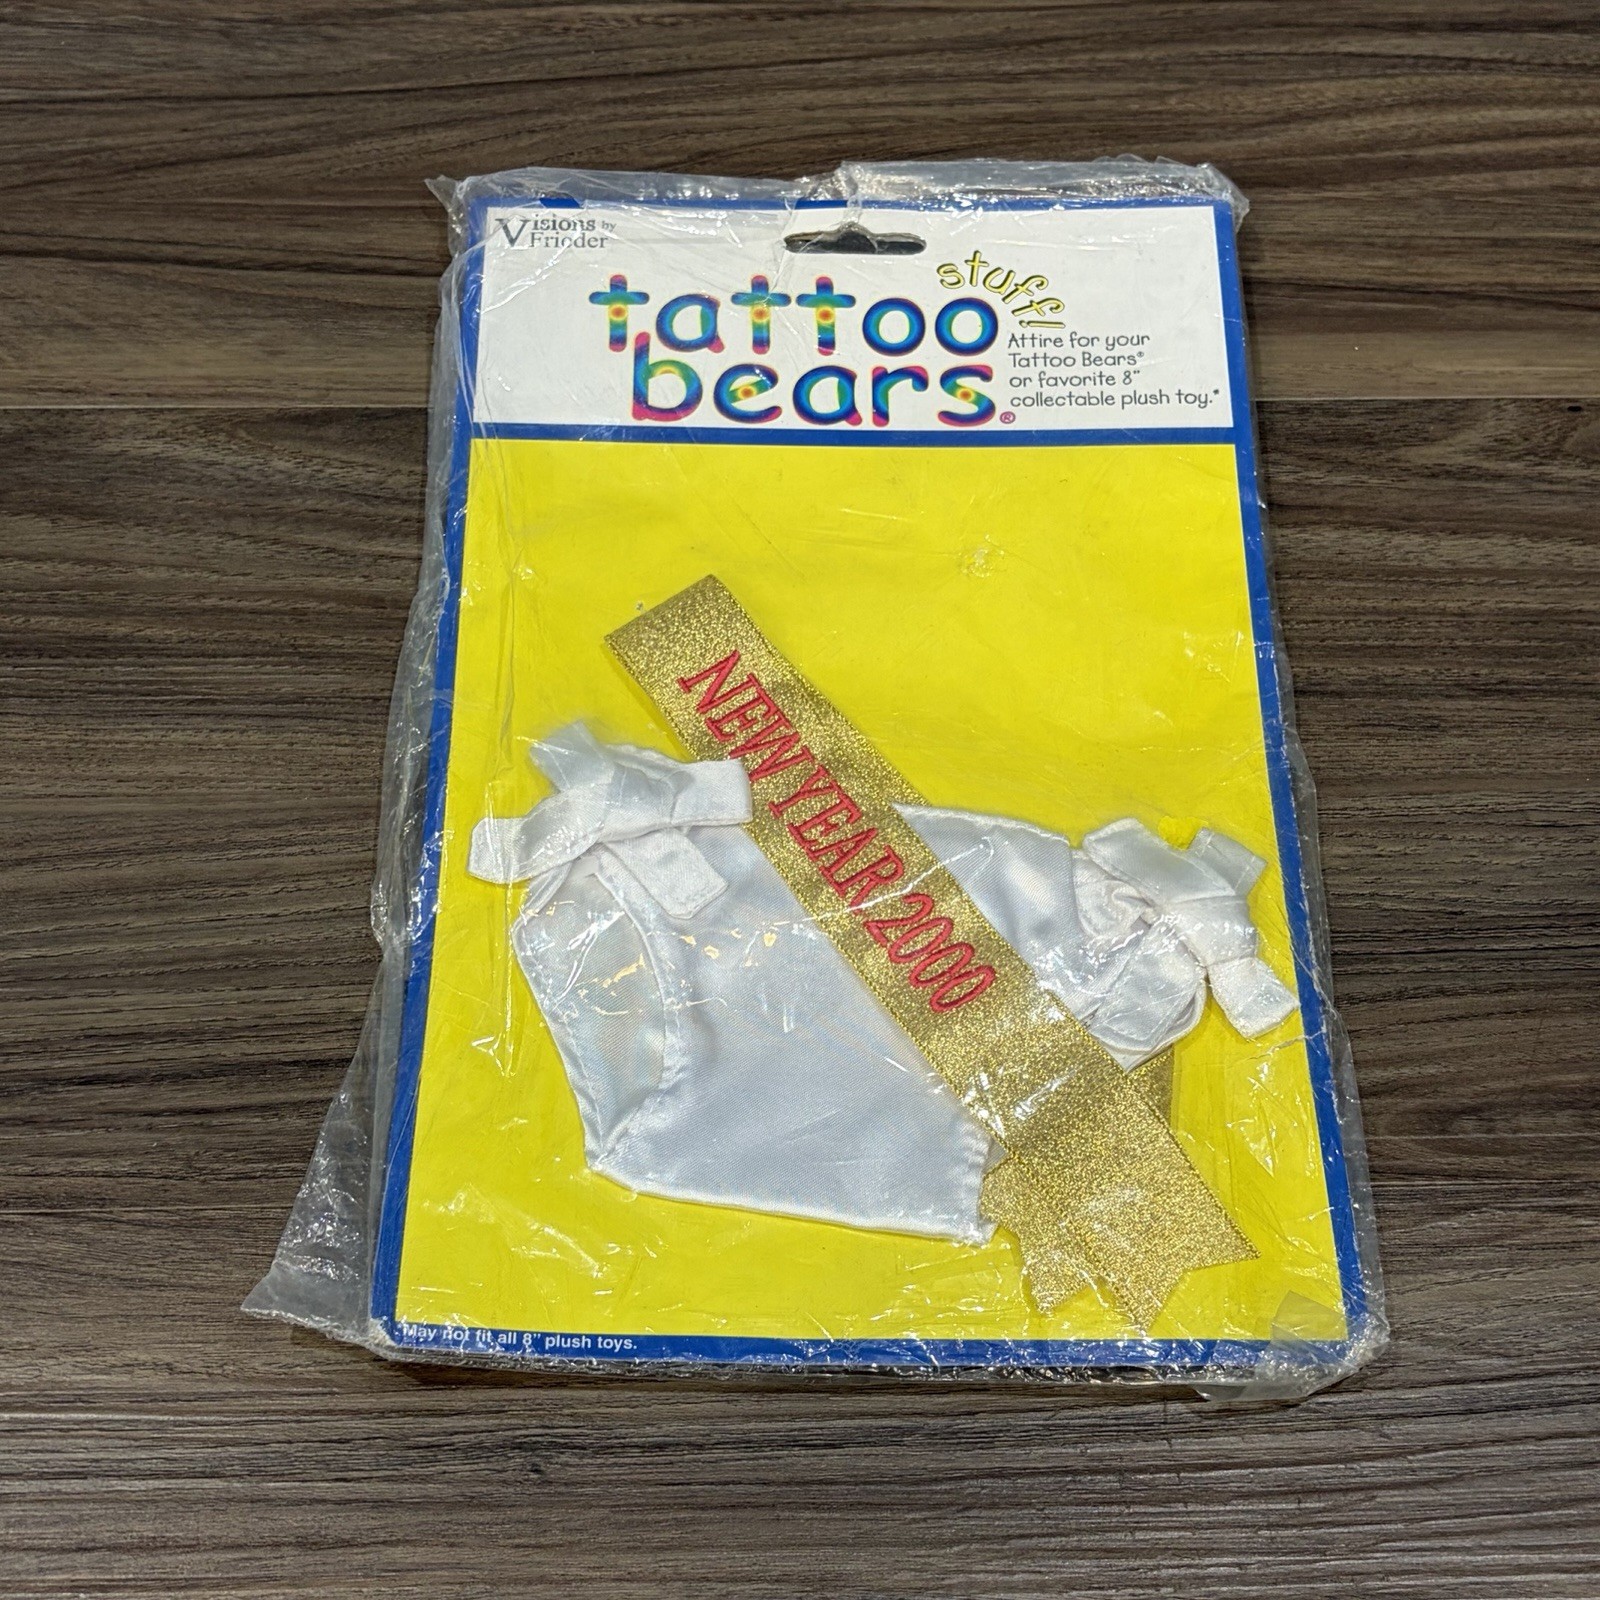 Visions by
Frieder
stuff!
tattoo
bears®
Attire for your
Tattoo Bears®
or favorite 8"
collectable plush toy.*
NEW YEAR 2000
May not fit all 8" plush toys.